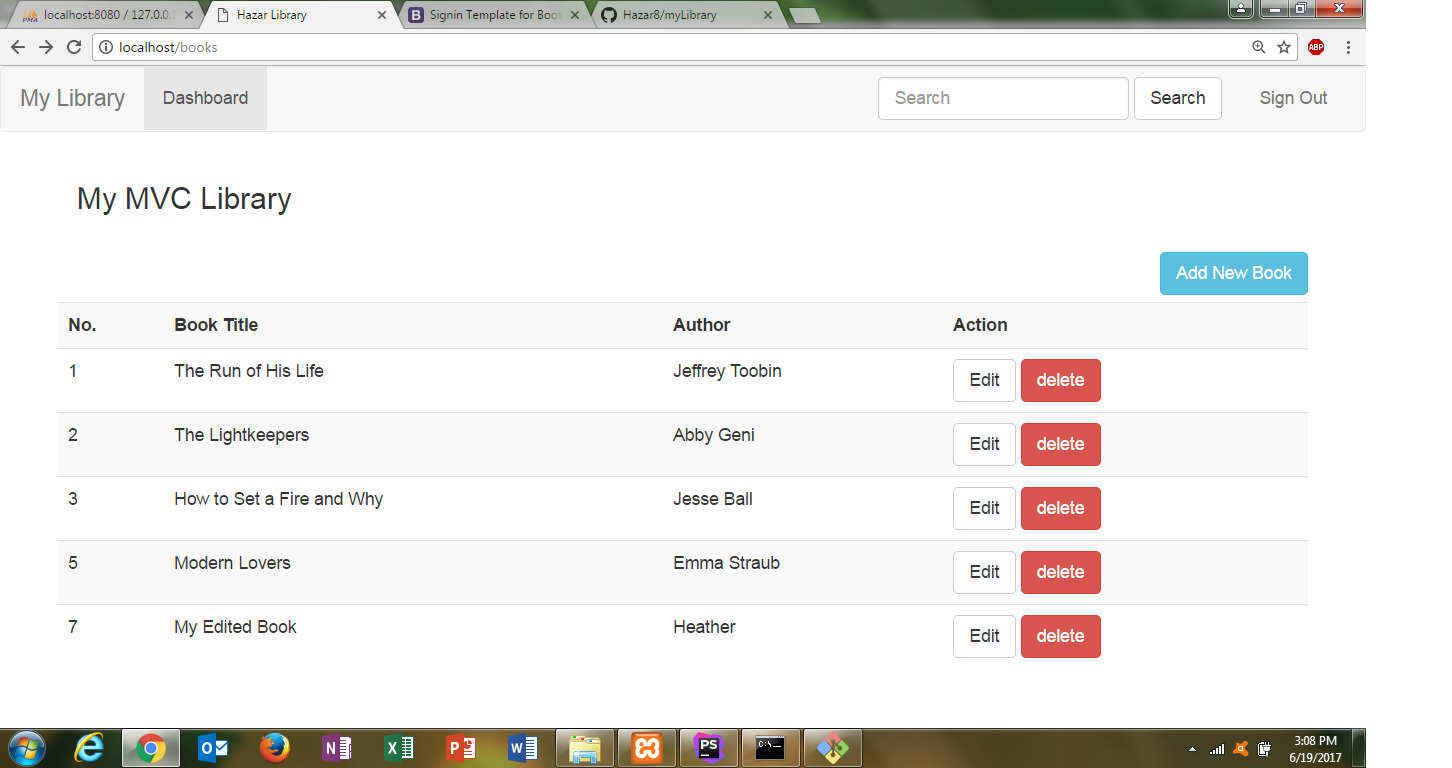 localhost:8080 / 127.0.0.1
Hazar Library
Signin Template for Boot
Hazar8/myLibrary
localhost/books
ABP
My Library
Dashboard
Search
Search
Sign Out
My MVC Library
Add New Book
No. Book Title Author Action
1 The Run of His Life Jeffrey Toobin Edit delete
2 The Lightkeepers Abby Geni Edit delete
3 How to Set a Fire and Why Jesse Ball Edit delete
5 Modern Lovers Emma Straub Edit delete
7 My Edited Book Heather Edit delete
3:08 PM
6/19/2017